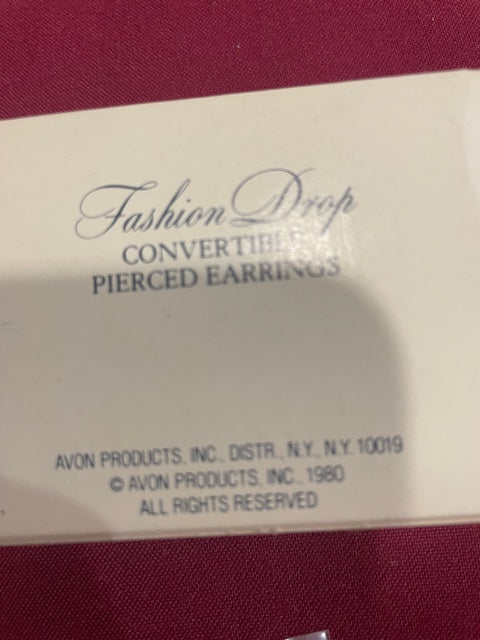 Fashion Drop
CONVERTIBLE
PIERCED EARRINGS
AVON PRODUCTS, INC., DISTR., N.Y., N.Y. 10019
© AVON PRODUCTS, INC., 1980
ALL RIGHTS RESERVED